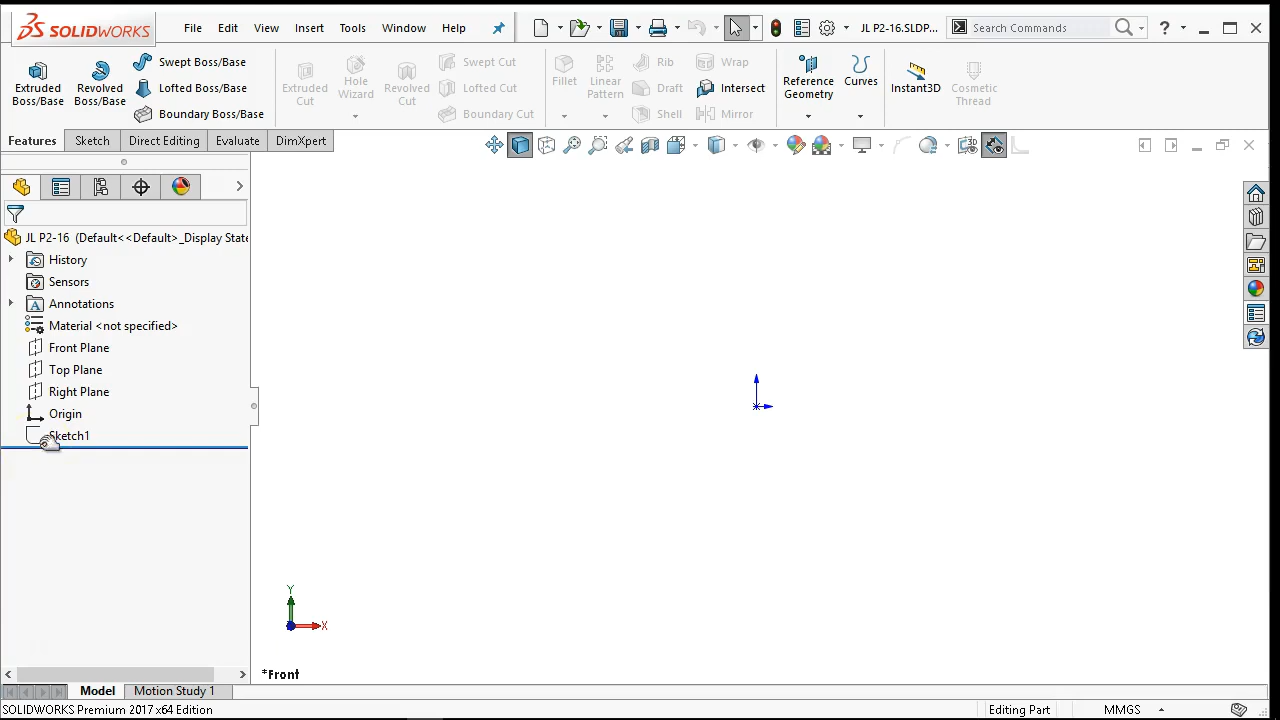 SOLIDWORKS File Edit View Insert Tools Window Help JL P2-16.SLDP... Search Commands ?
Extruded Boss/Base
Revolved Boss/Base
Swept Boss/Base
Lofted Boss/Base
Boundary Boss/Base
Extruded Cut
Hole Wizard
Revolved Cut
Swept Cut
Lofted Cut
Boundary Cut
Fillet
Linear Pattern
Rib
Draft
Shell
Wrap
Intersect
Mirror
Reference Geometry
Curves
Instant3D
Cosmetic Thread
Features Sketch Direct Editing Evaluate DimXpert
JL P2-16 (Default<<Default>_Display State
History
Sensors
Annotations
Material <not specified>
Front Plane
Top Plane
Right Plane
Origin
Sketch1
Y
X
*Front
Model Motion Study 1
SOLIDWORKS Premium 2017 x64 Edition Editing Part MMGS